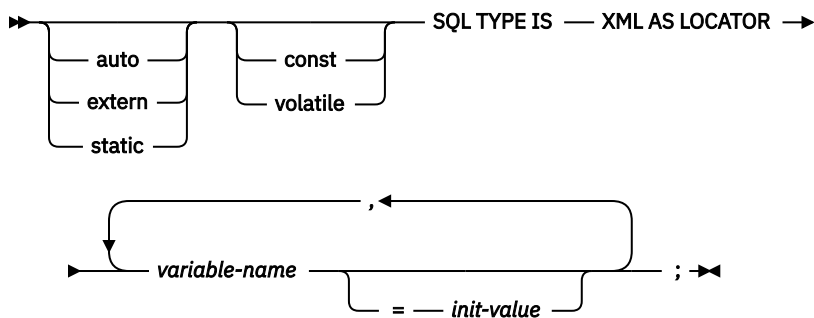 SQL TYPE IS XML AS LOCATOR
auto const
extern volatile
static
,
variable-name ;
= init-value